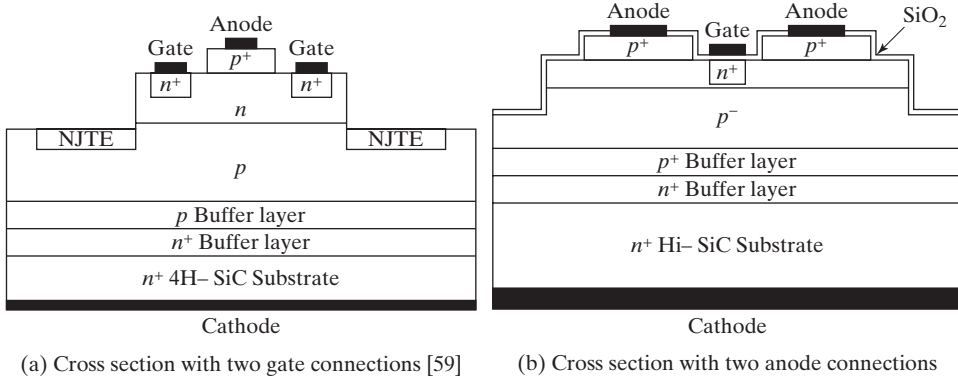 Anode
Gate
Gate
p+
n+
n+
n
NJTE
NJTE
p
p Buffer layer
n+ Buffer layer
n+ 4H– SiC Substrate
Cathode
(a) Cross section with two gate connections [59]
Anode
Anode
SiO2
Gate
p+
p+
n+
p−
p+ Buffer layer
n+ Buffer layer
n+ Hi– SiC Substrate
Cathode
(b) Cross section with two anode connections